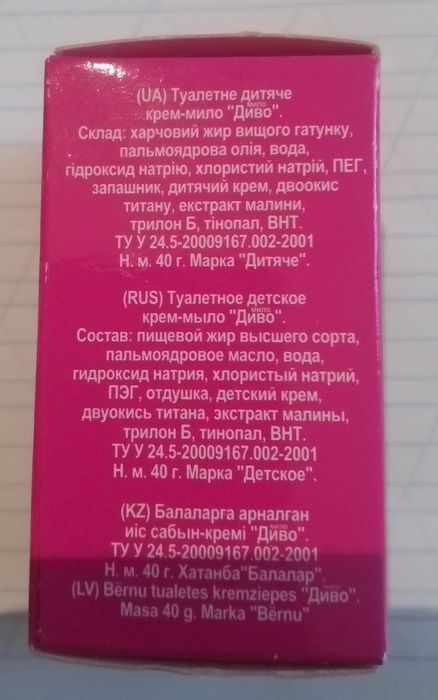 (UA) Туалетне дитяче
крем-мило "Диво мило".
Склад: харчовий жир вищого гатунку,
пальмоядрова олія, вода,
гідроксид натрію, хлористий натрій, ПЕГ,
запашник, дитячий крем, двоокис
титану, екстракт малини,
трилон Б, тінопал, ВНТ.
ТУ У 24.5-20009167.002-2001
Н. м. 40 г. Марка "Дитяче".
(RUS) Туалетное детское
крем-мыло "Диво мило".
Состав: пищевой жир высшего сорта,
пальмоядровое масло, вода,
гидроксид натрия, хлористый натрий,
ПЭГ, отдушка, детский крем,
двуокись титана, экстракт малины,
трилон Б, тинопал, ВНТ.
ТУ У 24.5-20009167.002-2001
Н. м. 40 г. Марка "Детское".
(KZ) Балаларга арналган
иіс сабын-кремі "Диво мило".
ТУ У 24.5-20009167.002-2001
Н. м. 40 г. Хатанба"Балалар".
(LV) Bērnu tualetes kremziepes "Диво мило".
Masa 40 g. Marka "Bērnu"